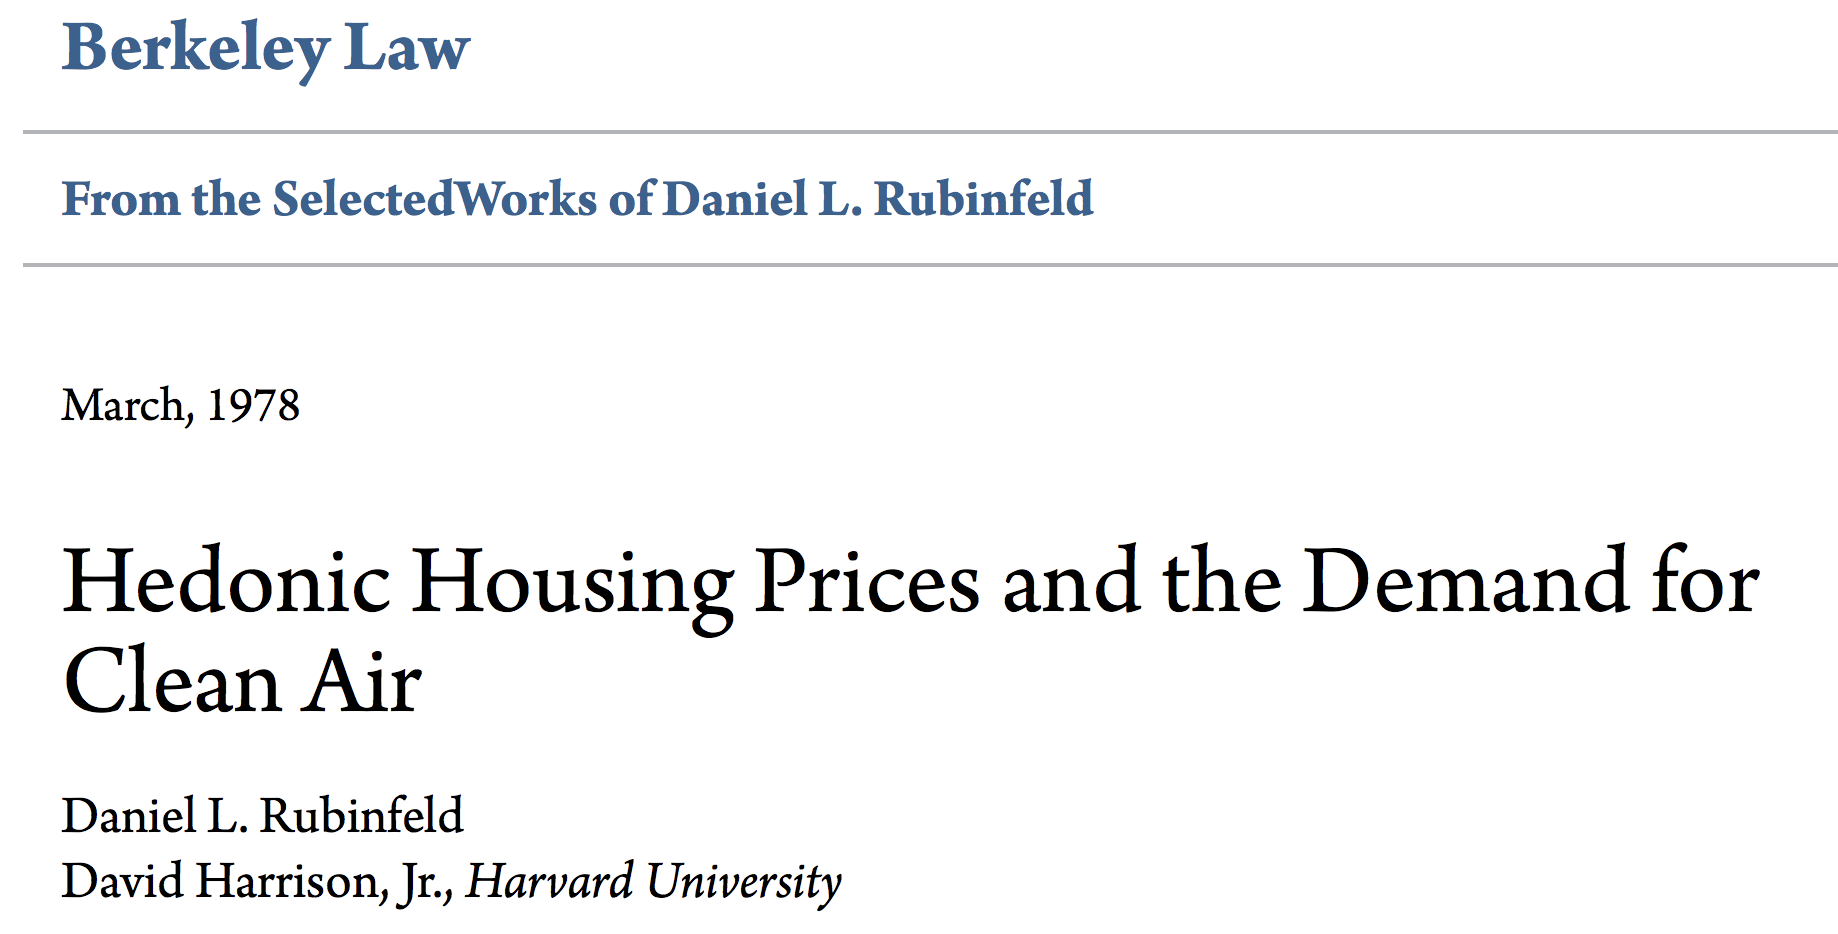 Berkeley Law
From the SelectedWorks of Daniel L. Rubinfeld
March, 1978
Hedonic Housing Prices and the Demand for
Clean Air
Daniel L. Rubinfeld
David Harrison, Jr., Harvard University